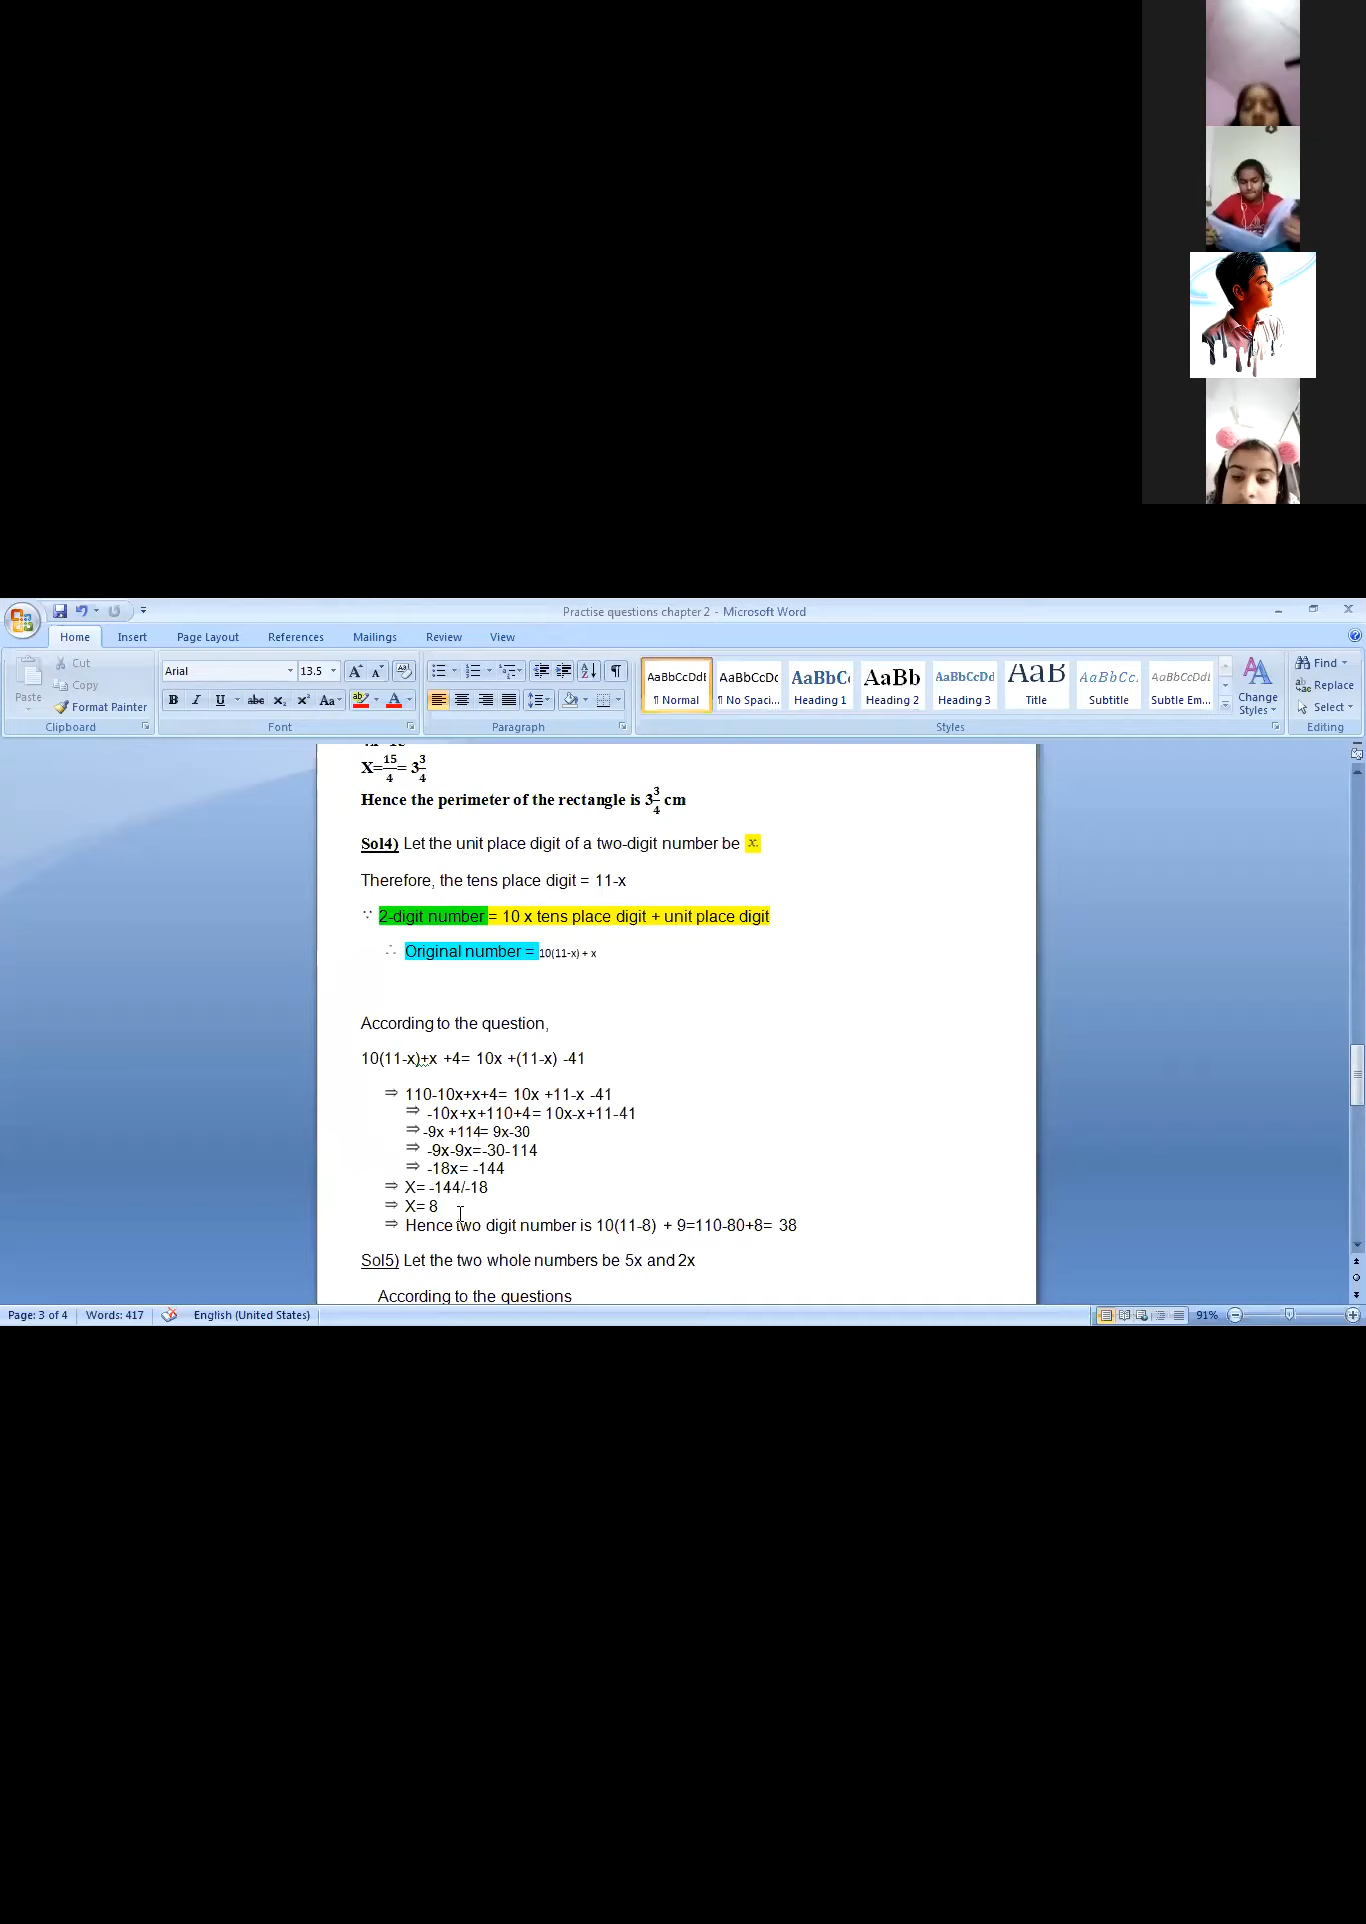 Practise questions chapter 2 - Microsoft Word
Home Insert Page Layout References Mailings Review View
Paste
Cut
Copy
Format Painter
Clipboard
Arial 13.5
B I U abc x₂ x² Aa
Font
Paragraph
AaBbCcDdE AaBbCcDc AaBbC AaBb AaBbCcDd AaB AaBbCc. AaBbCcDdE
¶ Normal ¶ No Spaci... Heading 1 Heading 2 Heading 3 Title Subtitle Subtle Em...
Styles
Change Styles
Find
Replace
Select
Editing
X=15/4= 3 3/4
Hence the perimeter of the rectangle is 3 3/4 cm
Sol4) Let the unit place digit of a two-digit number be x.
Therefore, the tens place digit = 11-x
∵ 2-digit number = 10 x tens place digit + unit place digit
∴ Original number = 10(11-x) + x
According to the question,
10(11-x)+x +4= 10x +(11-x) -41
⇒ 110-10x+x+4= 10x +11-x -41
⇒ -10x+x+110+4= 10x-x+11-41
⇒ -9x +114= 9x-30
⇒ -9x-9x=-30-114
⇒ -18x= -144
⇒ X= -144/-18
⇒ X= 8
⇒ Hence two digit number is 10(11-8) + 9=110-80+8= 38
Sol5) Let the two whole numbers be 5x and 2x
According to the questions
Page: 3 of 4 Words: 417 English (United States) 91%